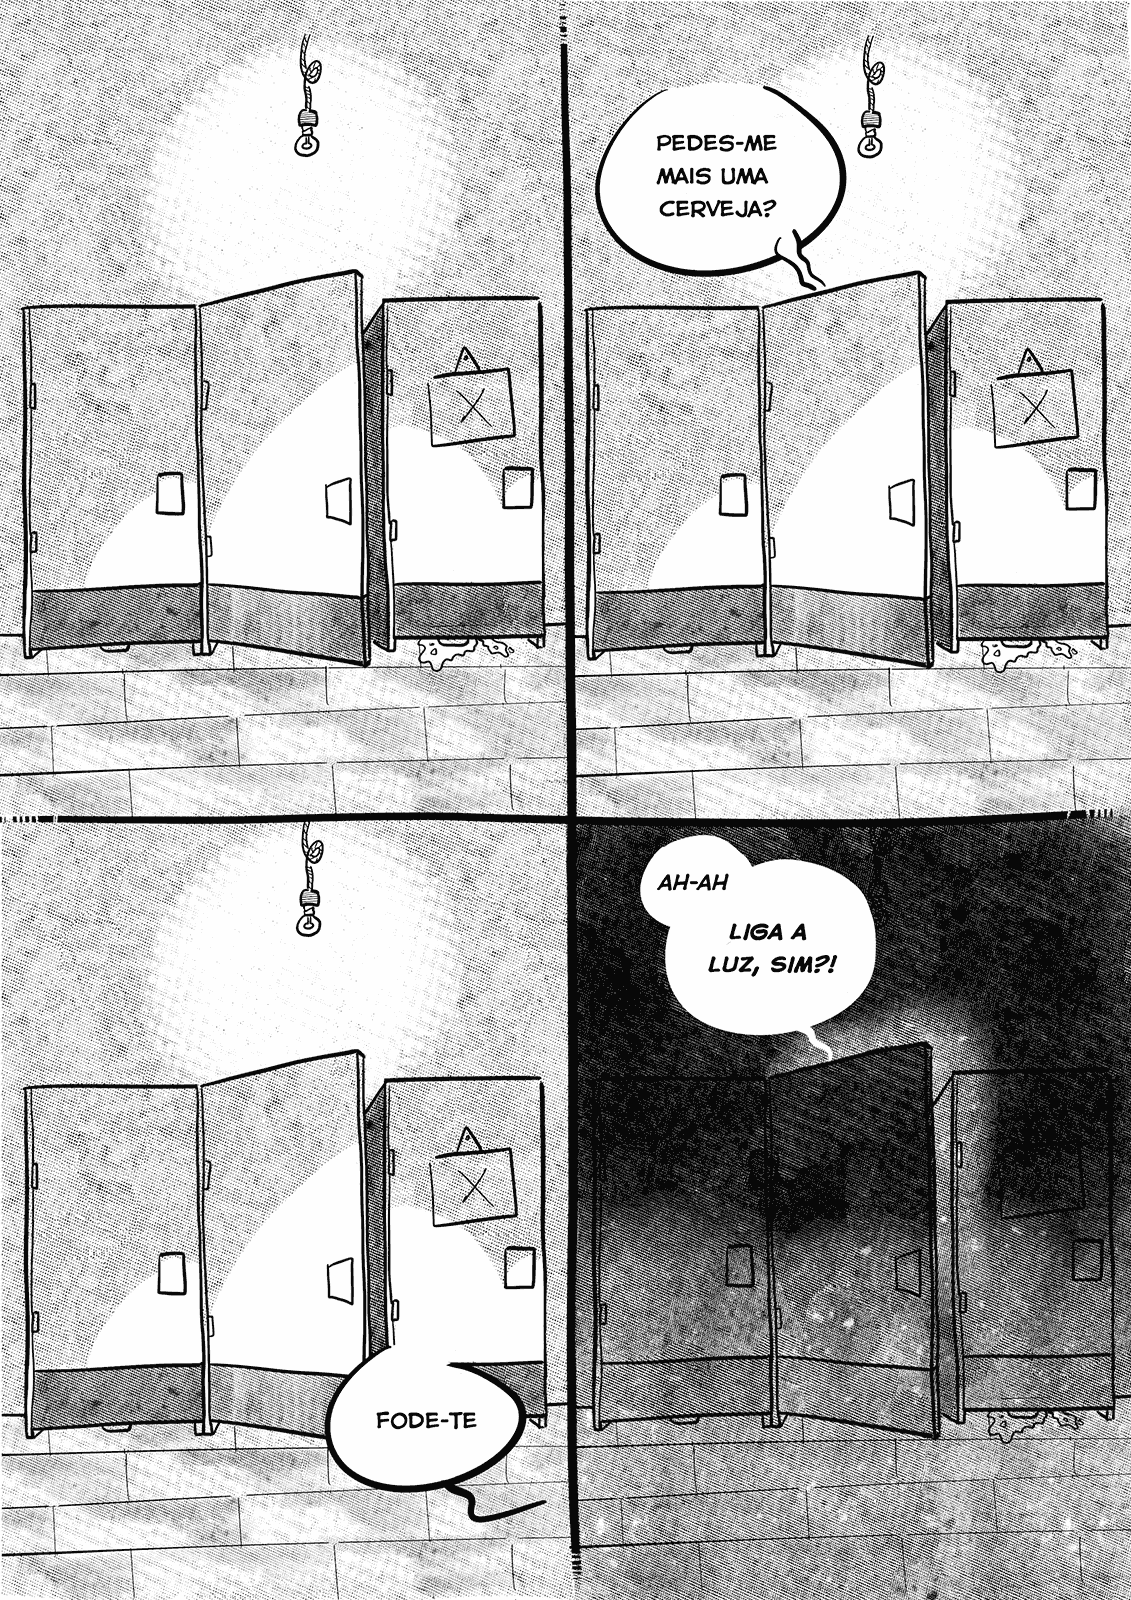 PEDES-ME
MAIS UMA
CERVEJA?
FODE-TE
AH-AH
LIGA A
LUZ, SIM?!